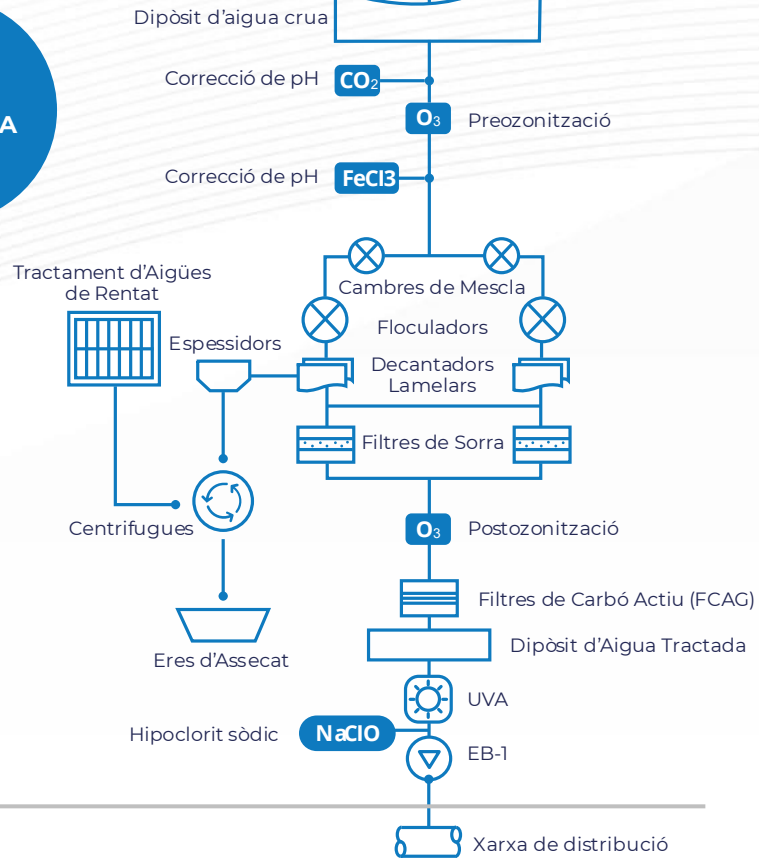 Dipòsit d'aigua crua
Correcció de pH
CO₂
A
O₃
Preozonització
Correcció de pH
FeCl3
Tractament d'Aigües
de Rentat
Cambres de Mescla
Floculadors
Espessidors
Decantadors
Lamelars
Filtres de Sorra
Centrifugues
O₃
Postozonització
Filtres de Carbó Actiu (FCAG)
Dipòsit d'Aigua Tractada
Eres d'Assecat
UVA
Hipoclorit sòdic
NaClO
EB-1
Xarxa de distribució